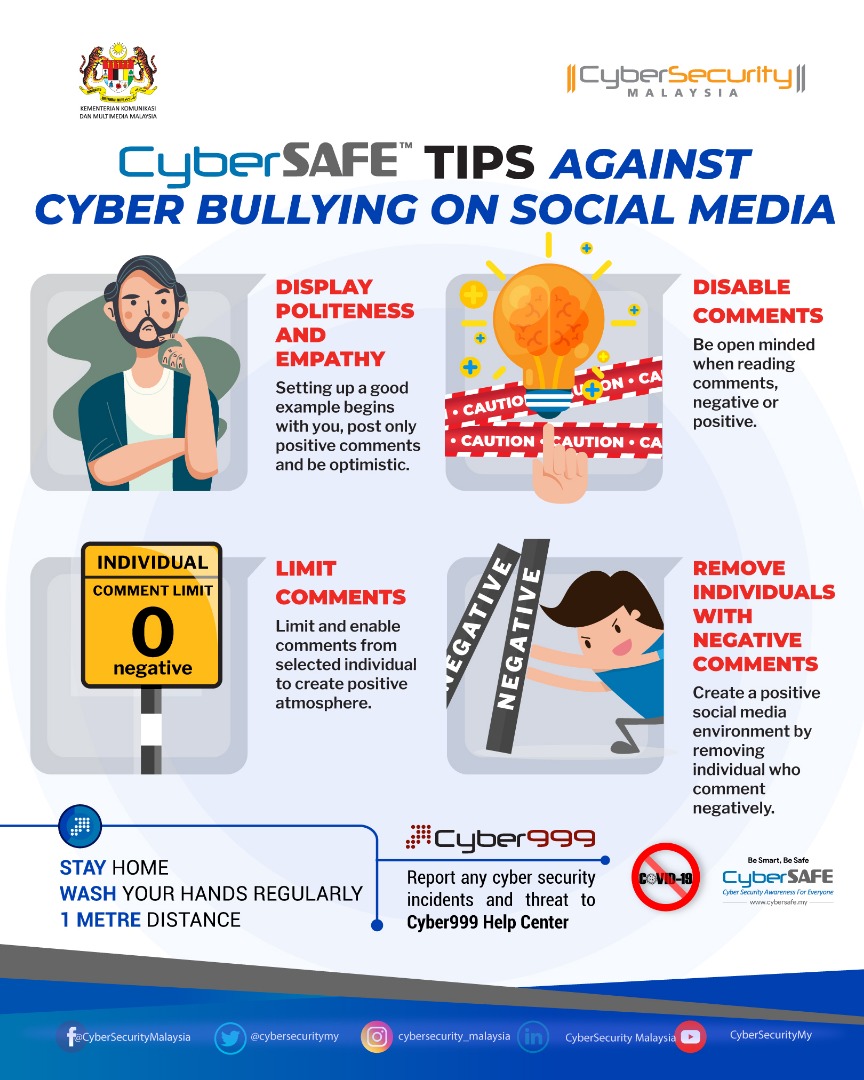 KEMENTERIAN KOMUNIKASI
DAN MULTIMEDIA MALAYSIA
CyberSecurity
MALAYSIA
CyberSAFE™ TIPS AGAINST
CYBER BULLYING ON SOCIAL MEDIA
DISPLAY
POLITENESS
AND
EMPATHY
Setting up a good
example begins
with you, post only
positive comments
and be optimistic.
• CAUTIO UTION • CA
• CAUTION • CAUTION • CA
DISABLE
COMMENTS
Be open minded
when reading
comments,
negative or
positive.
INDIVIDUAL
COMMENT LIMIT
0
negative
LIMIT
COMMENTS
Limit and enable
comments from
selected individual
to create positive
atmosphere.
NEGATIVE
NEGATIVE
REMOVE
INDIVIDUALS
WITH
NEGATIVE
COMMENTS
Create a positive
social media
environment by
removing
individual who
comment
negatively.
STAY HOME
WASH YOUR HANDS REGULARLY
1 METRE DISTANCE
Cyber999
Report any cyber security
incidents and threat to
Cyber999 Help Center
COVID-19
Be Smart, Be Safe
CyberSAFE
Cyber Security Awareness For Everyone
www.cybersafe.my
@CyberSecurityMalaysia
@cybersecuritymy
cybersecurity_malaysia
CyberSecurity Malaysia
CyberSecurityMy